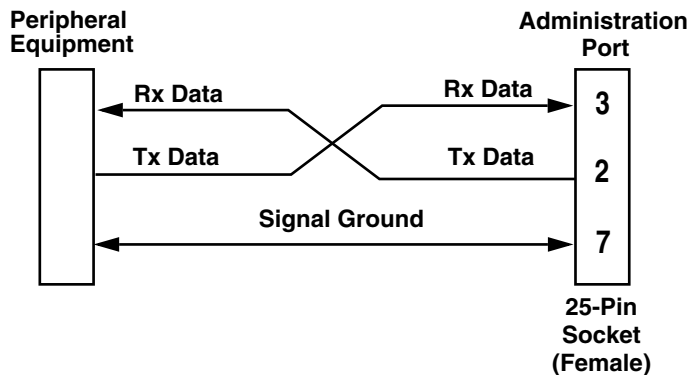 Peripheral
Equipment
Administration
Port
Rx Data
Rx Data
3
Tx Data
Tx Data
2
Signal Ground
7
25-Pin
Socket
(Female)